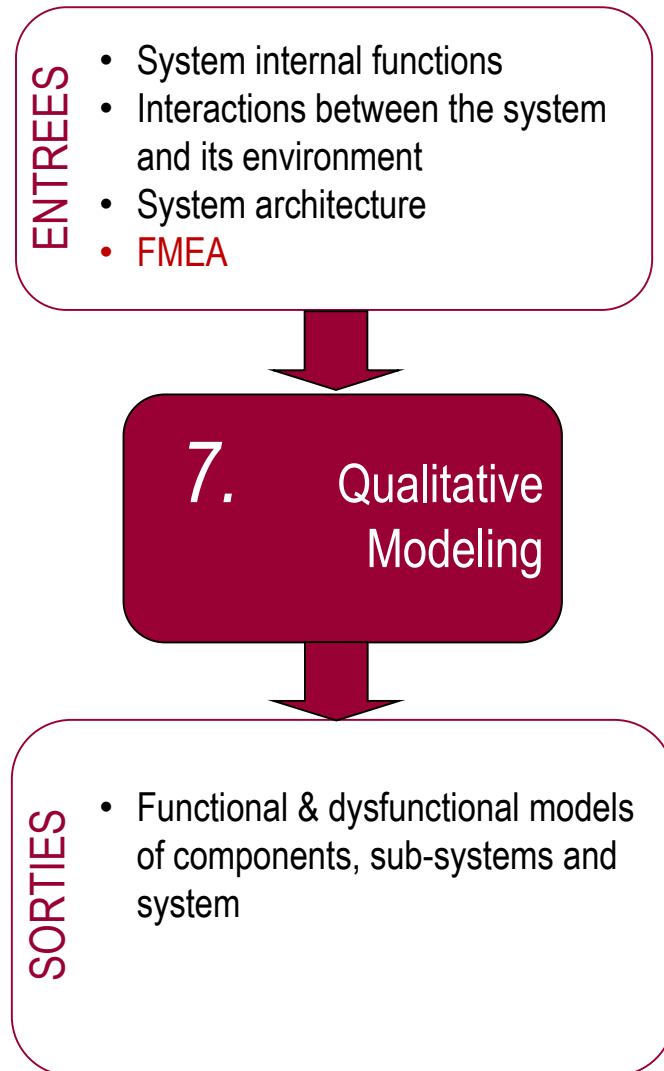 ENTREES
• System internal functions
• Interactions between the system
and its environment
• System architecture
• FMEA
7. Qualitative
Modeling
SORTIES
• Functional & dysfunctional models
of components, sub-systems and
system